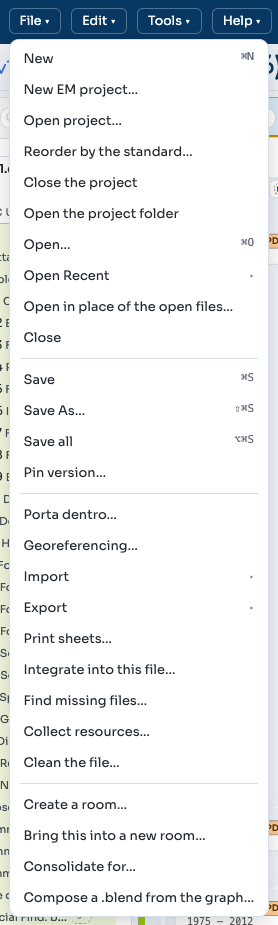 File ▾ Edit ▾ Tools ▾ Help ▾
New ⌘N
New EM project...
Open project...
Reorder by the standard...
Close the project
Open the project folder
Open... ⌘O
Open Recent ▸
Open in place of the open files...
Close
Save ⌘S
Save As... ⇧⌘S
Save all ⌥⌘S
Pin version...
Porta dentro...
Georeferencing...
Import ▸
Export ▸
Print sheets...
Integrate into this file...
Find missing files...
Collect resources...
Clean the file...
Create a room...
Bring this into a new room...
Consolidate for...
Compose a .blend from the graph...
1975 – 2012